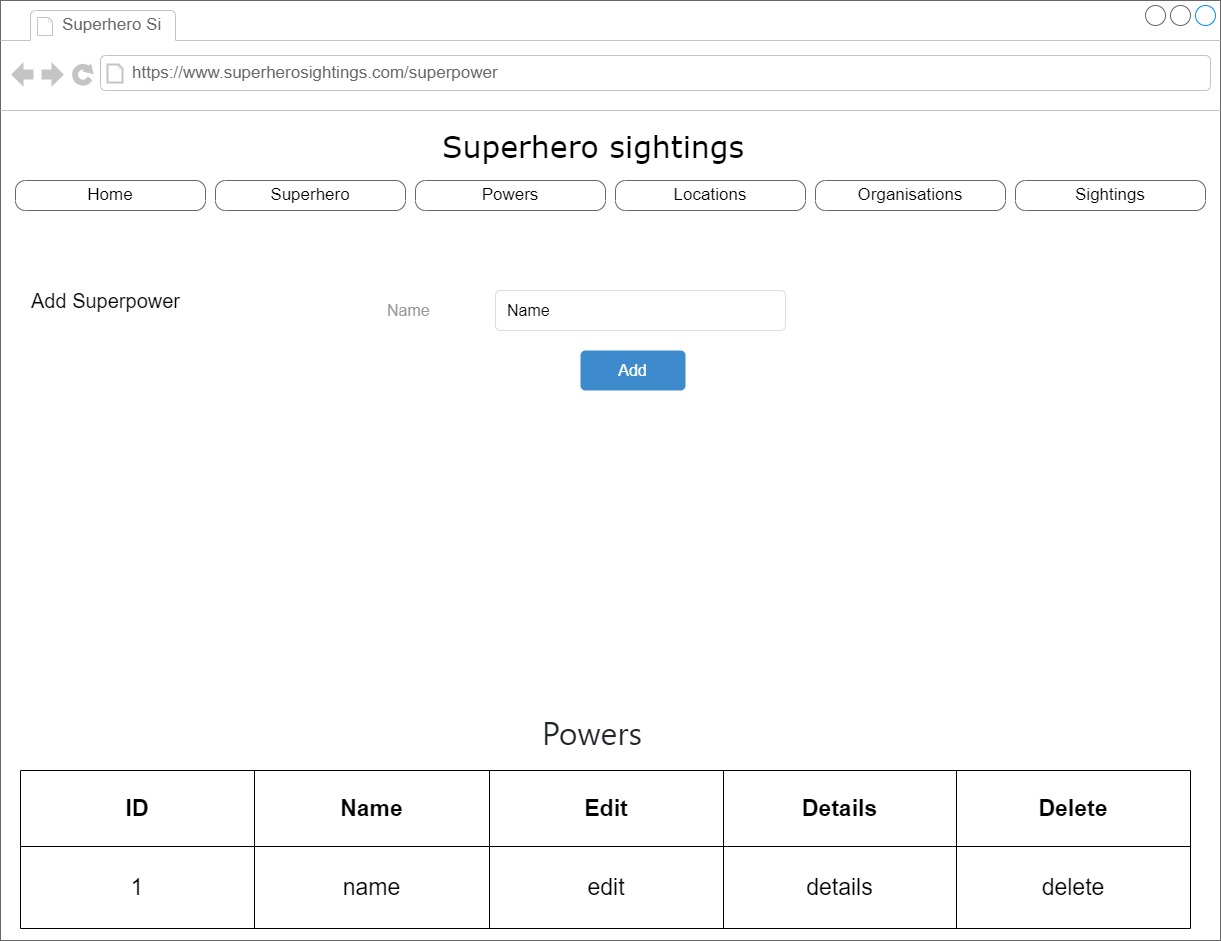 Superhero Si
https://www.superherosightings.com/superpower
Superhero sightings
Home Superhero Powers Locations Organisations Sightings
Add Superpower
Name Name
Add
Powers
ID Name Edit Details Delete
1 name edit details delete